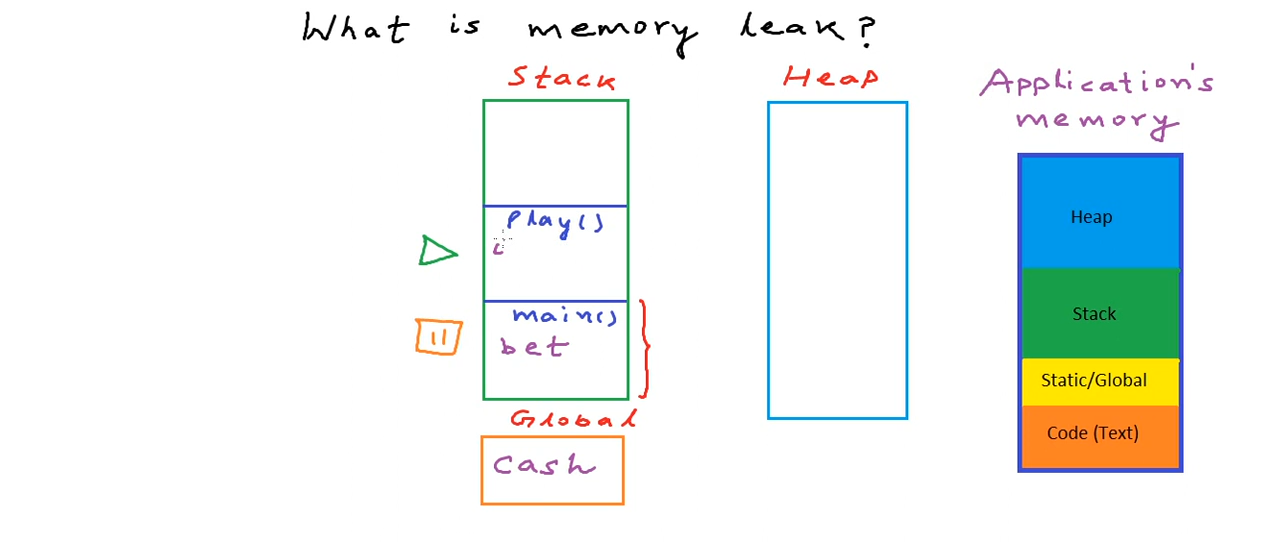 What is memory leak?
Stack
Heap
Application's
memory
Play()
main()
bet
Global
cash
Heap
Stack
Static/Global
Code (Text)